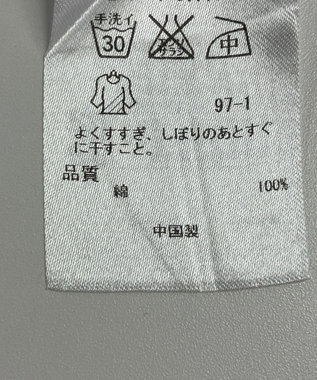 手洗イ
30
エンソ
サラシ
中
97-1
よくすすぎ、しぼりのあとすぐ
に干すこと。
品質
綿 100%
中国製